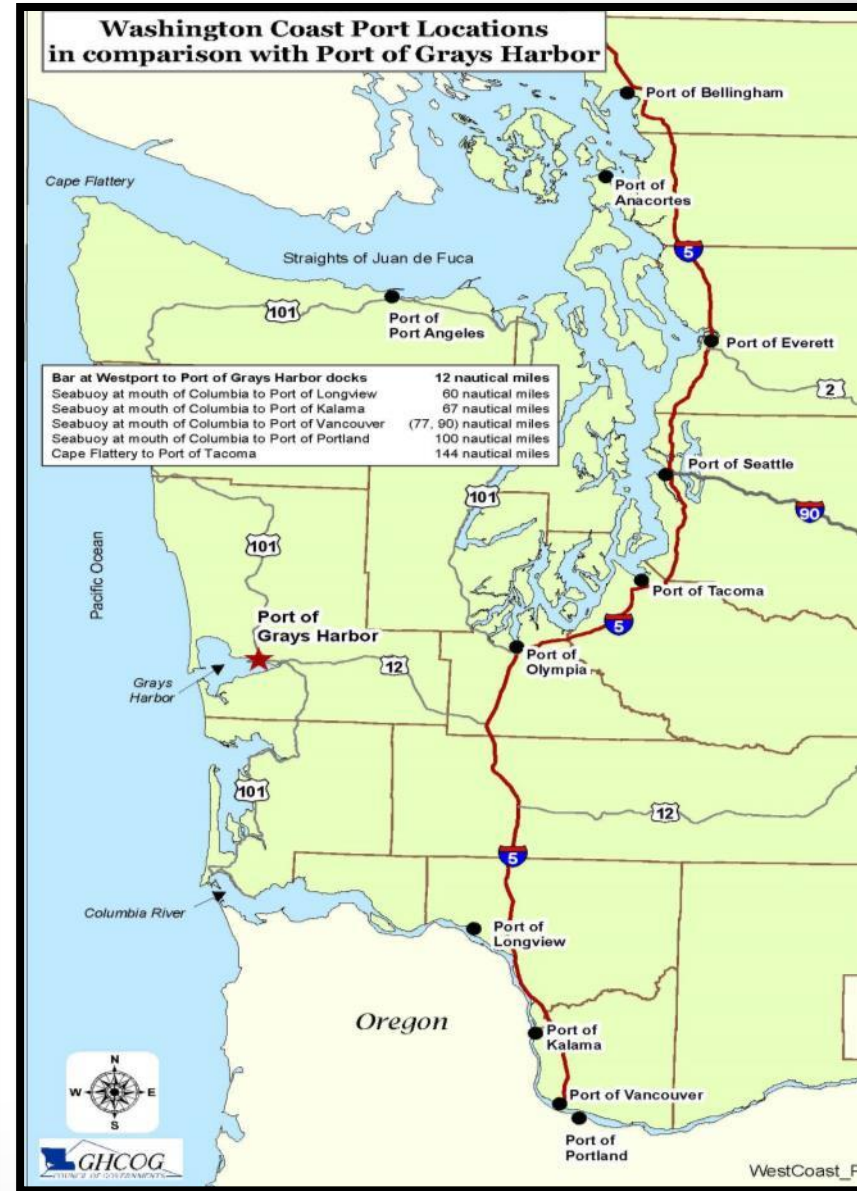 Washington Coast Port Locations
in comparison with Port of Grays Harbor
Port of Bellingham
Cape Flattery
Port of
Anacortes
5
Straights of Juan de Fuca
101
Port of
Port Angeles
Port of Everett
2
Bar at Westport to Port of Grays Harbor docks 12 nautical miles
Seabuoy at mouth of Columbia to Port of Longview 60 nautical miles
Seabuoy at mouth of Columbia to Port of Kalama 67 nautical miles
Seabuoy at mouth of Columbia to Port of Vancouver (77, 90) nautical miles
Seabuoy at mouth of Columbia to Port of Portland 100 nautical miles
Cape Flattery to Port of Tacoma 144 nautical miles
Port of Seattle
101
90
Pacific Ocean
101
Port of Tacoma
Port of
Grays Harbor
5
Port of
Olympia
12
Grays
Harbor
101
12
5
Columbia River
Port of
Longview
Oregon
Port of
Kalama
N
W E
S
Port of Vancouver
Port of
Portland
GHCOG
COUNCIL OF GOVERNMENTS
WestCoast_P